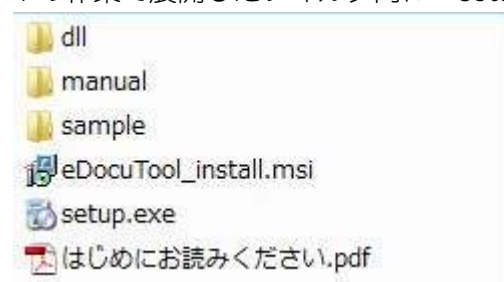 dll
manual
sample
eDocuTool_install.msi
setup.exe
はじめにお読みください.pdf